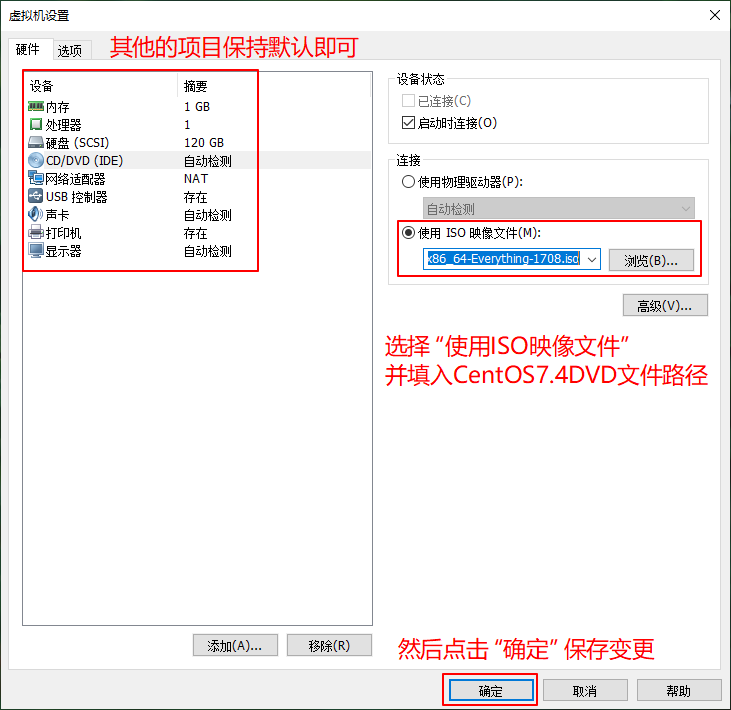 虚拟机设置
硬件 选项 其他的项目保持默认即可
设备 摘要
内存 1 GB
处理器 1
硬盘 (SCSI) 120 GB
CD/DVD (IDE) 自动检测
网络适配器 NAT
USB 控制器 存在
声卡 自动检测
打印机 存在
显示器 自动检测
添加(A)... 移除(R)
设备状态
已连接(C)
启动时连接(O)
连接
使用物理驱动器(P):
自动检测
使用 ISO 映像文件(M):
x86_64-Everything-1708.iso 浏览(B)...
高级(V)...
选择 “使用ISO映像文件”
并填入CentOS7.4DVD文件路径
然后点击 “确定” 保存变更
确定 取消 帮助